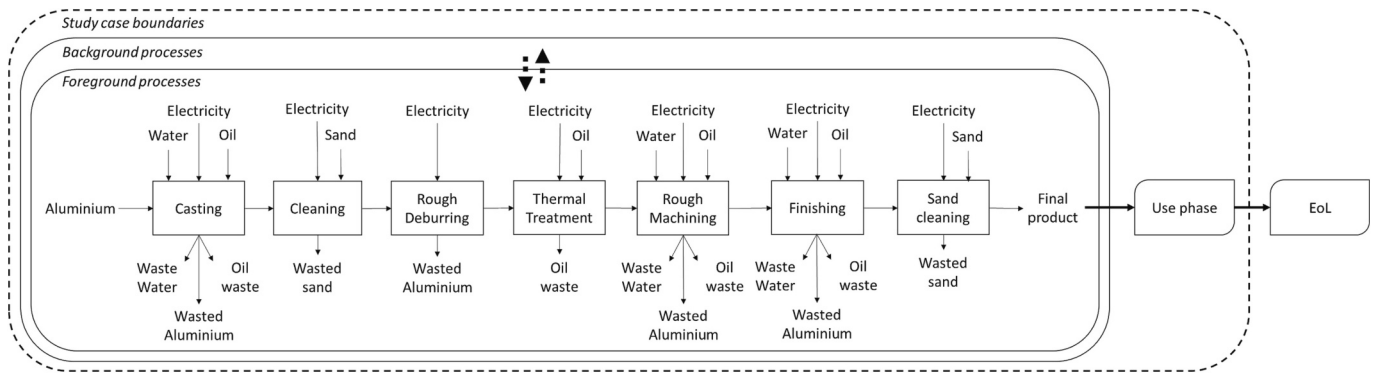 Study case boundaries
Background processes
Foreground processes
Electricity
Water
Oil
Electricity
Sand
Electricity
Electricity
Oil
Electricity
Water
Oil
Electricity
Water
Oil
Electricity
Sand
Aluminium
Casting
Cleaning
Rough
Deburring
Thermal
Treatment
Rough
Machining
Finishing
Sand
cleaning
Final
product
Use phase
EoL
Waste
Water
Oil
waste
Wasted
Aluminium
Wasted
sand
Wasted
Aluminium
Oil
waste
Waste
Water
Oil
waste
Wasted
Aluminium
Waste
Water
Oil
waste
Wasted
Aluminium
Wasted
sand